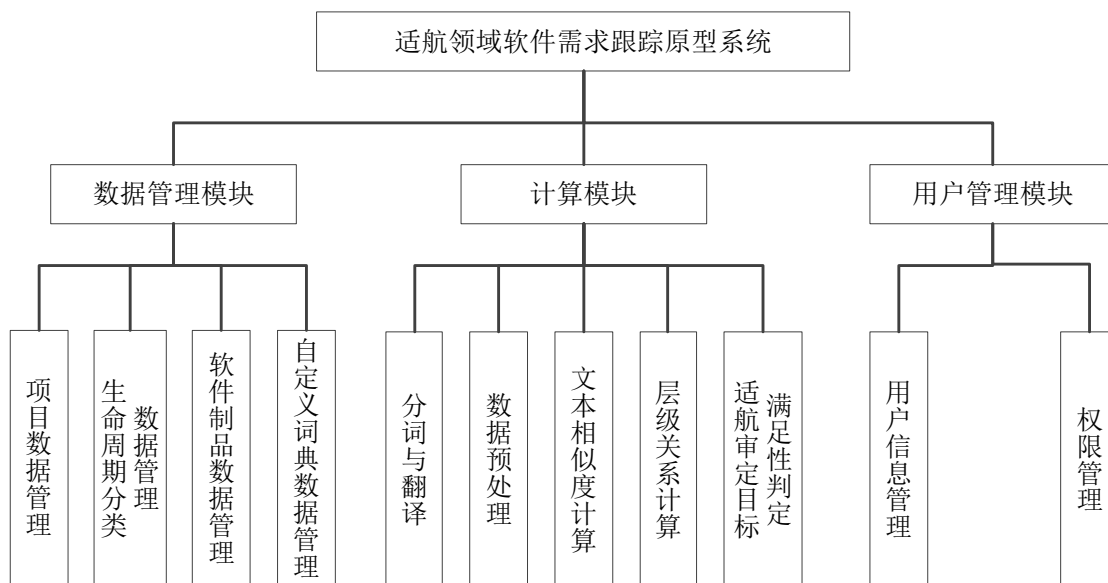 适航领域软件需求跟踪原型系统
数据管理模块
计算模块
用户管理模块
项目数据管理
生命周期分类
数据管理
软件制品数据管理
自定义词典数据管理
分词与翻译
数据预处理
文本相似度计算
层级关系计算
适航审定目标
满足性判定
用户信息管理
权限管理